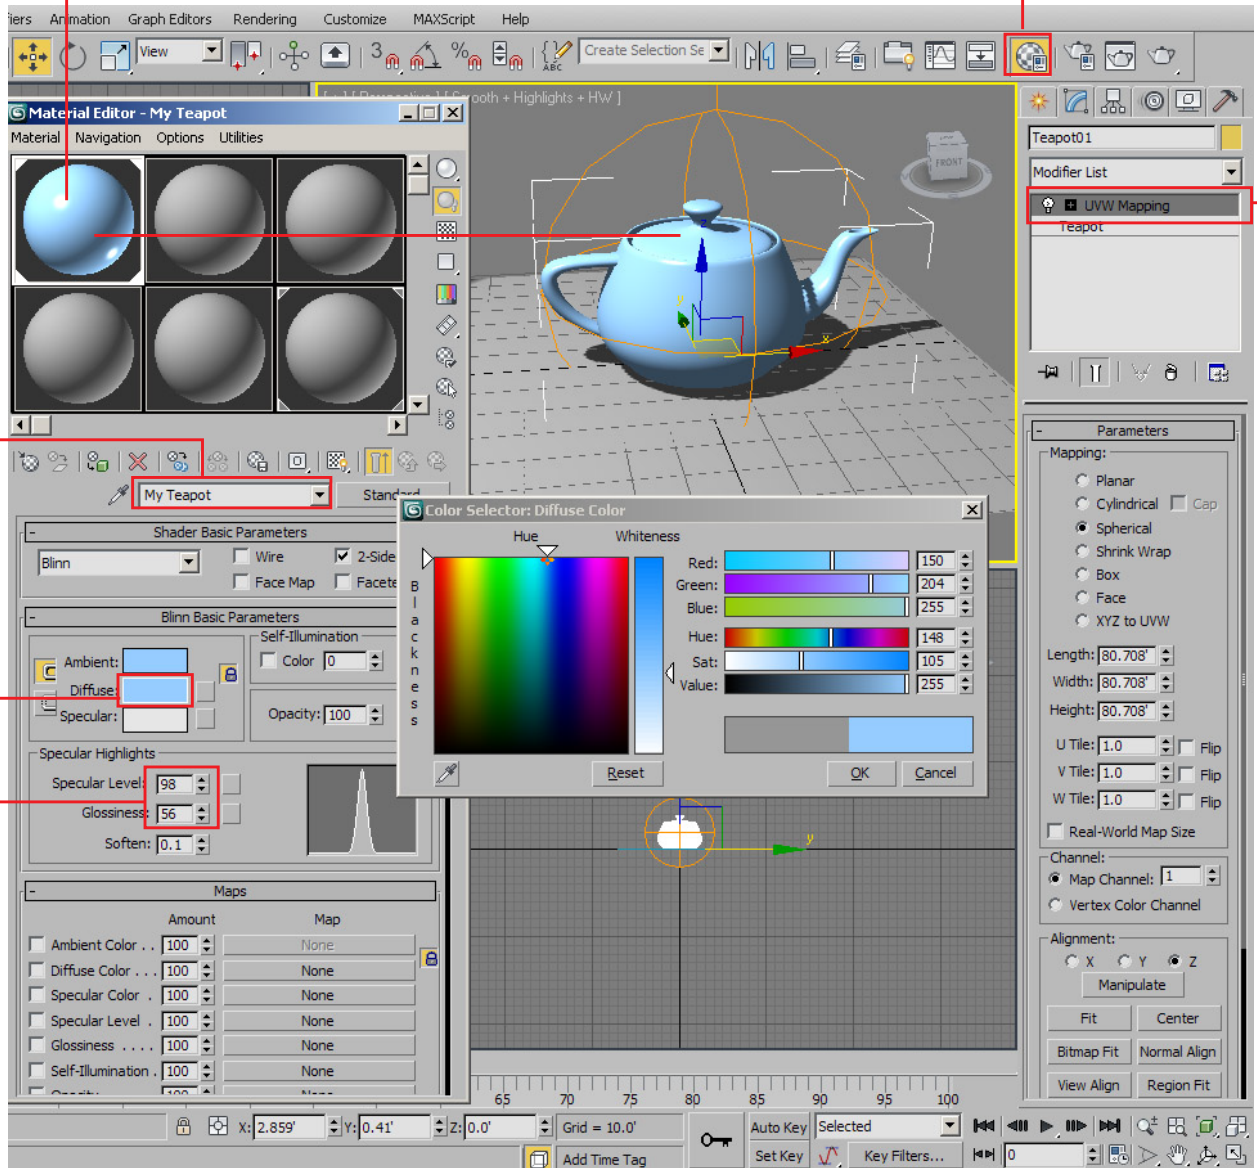 fiers Animation Graph Editors Rendering Customize MAXScript Help
View
3
%
ABC
Create Selection Se
Material Editor - My Teapot
Material Navigation Options Utilities
My Teapot
Standard
Shader Basic Parameters
Blinn
Wire
2-Side
Face Map
Facete
Blinn Basic Parameters
Ambient:
Diffuse:
Specular:
Self-Illumination
Color 0
Opacity: 100
Specular Highlights
Specular Level: 98
Glossiness: 56
Soften: 0.1
Maps
Amount Map
Ambient Color . . 100 None
Diffuse Color . . . 100 None
Specular Color . 100 None
Specular Level . 100 None
Glossiness . . . . 100 None
Self-Illumination . 100 None
[ Perspective ] [ Smooth + Highlights + HW ]
FRONT
z
y
x
Color Selector: Diffuse Color
Hue Whiteness
Blackness
Red: 150
Green: 204
Blue: 255
Hue: 148
Sat: 105
Value: 255
Reset
OK
Cancel
y
Teapot01
Modifier List
UVW Mapping
Teapot
Parameters
Mapping:
Planar
Cylindrical Cap
Spherical
Shrink Wrap
Box
Face
XYZ to UVW
Length: 80.708'
Width: 80.708'
Height: 80.708'
U Tile: 1.0 Flip
V Tile: 1.0 Flip
W Tile: 1.0 Flip
Real-World Map Size
Channel:
Map Channel: 1
Vertex Color Channel
Alignment:
X Y Z
Manipulate
Fit Center
Bitmap Fit Normal Align
View Align Region Fit
65 70 75 80 85 90 95 100
X: 2.859' Y: 0.41' Z: 0.0' Grid = 10.0'
Add Time Tag
Auto Key Selected
Set Key Key Filters...
0